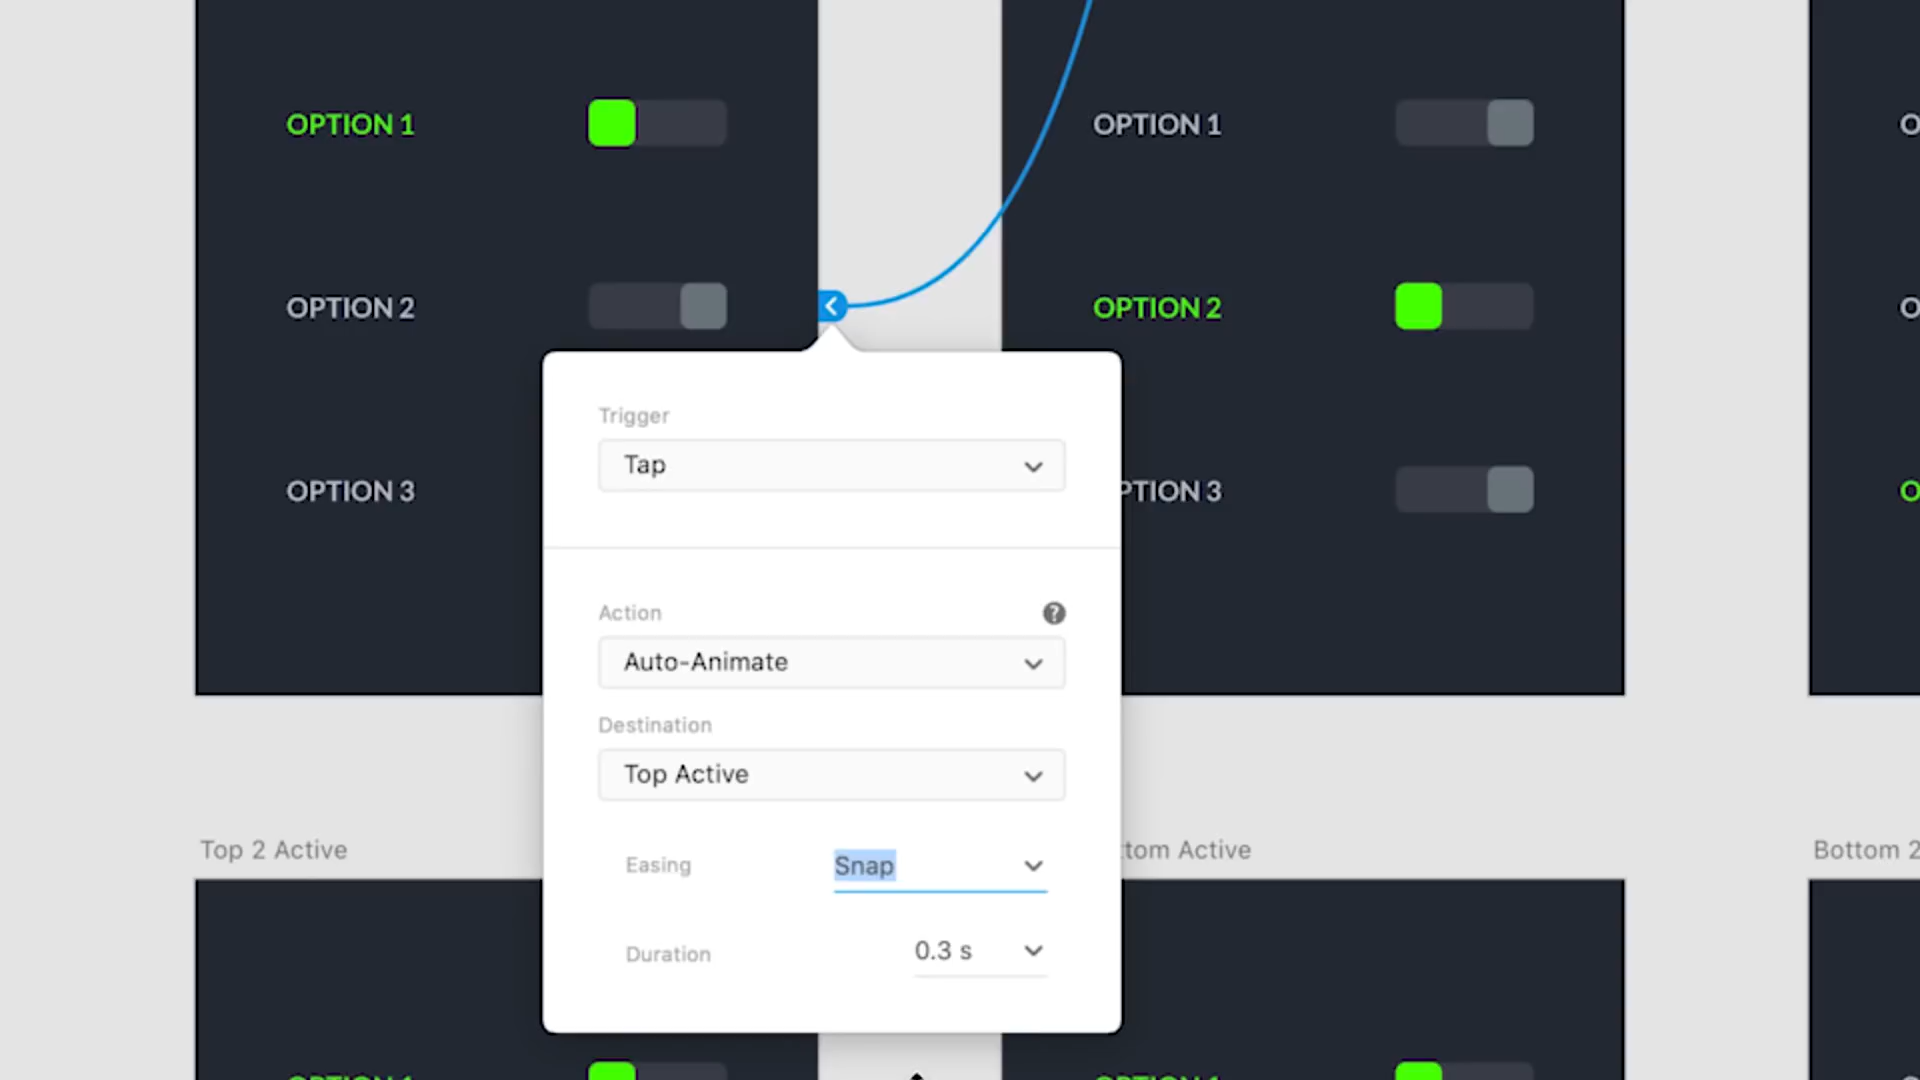 OPTION 1
OPTION 1
OPTION 2
OPTION 2
OPTION 3
PTION 3
Trigger
Tap
Action
?
Auto-Animate
Destination
Top Active
Easing
Snap
Duration
0.3 s
Top 2 Active
tom Active
Bottom 2